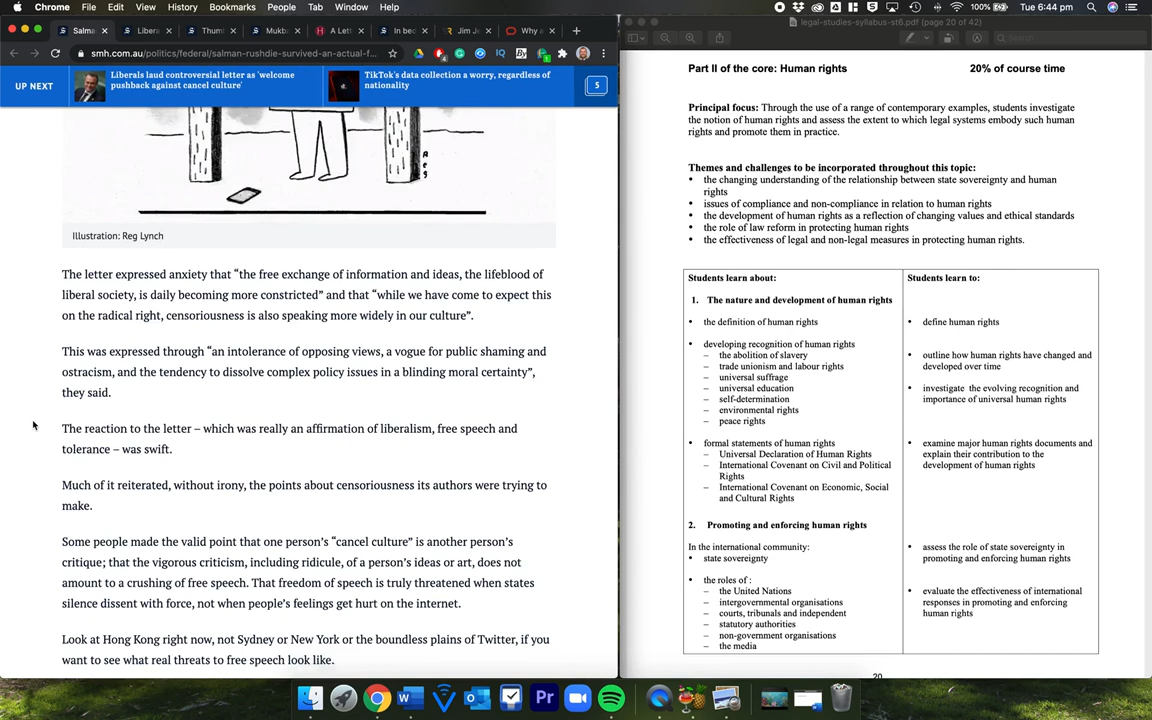 Chrome File Edit View History Bookmarks People Tab Window Help
100% Tue 6:44 pm
Salma
Libera
Thuml
Mukba
A Lett
In bed
Jim Je
Why a
smh.com.au/politics/federal/salman-rushdie-survived-an-actual-f...
UP NEXT
Liberals laud controversial letter as 'welcome
pushback against cancel culture'
TikTok's data collection a worry, regardless of
nationality
5
Reg
Illustration: Reg Lynch
The letter expressed anxiety that “the free exchange of information and ideas, the lifeblood of
liberal society, is daily becoming more constricted” and that “while we have come to expect this
on the radical right, censoriousness is also speaking more widely in our culture”.
This was expressed through “an intolerance of opposing views, a vogue for public shaming and
ostracism, and the tendency to dissolve complex policy issues in a blinding moral certainty”,
they said.
The reaction to the letter – which was really an affirmation of liberalism, free speech and
tolerance – was swift.
Much of it reiterated, without irony, the points about censoriousness its authors were trying to
make.
Some people made the valid point that one person’s “cancel culture” is another person’s
critique; that the vigorous criticism, including ridicule, of a person’s ideas or art, does not
amount to a crushing of free speech. That freedom of speech is truly threatened when states
silence dissent with force, not when people’s feelings get hurt on the internet.
Look at Hong Kong right now, not Sydney or New York or the boundless plains of Twitter, if you
want to see what real threats to free speech look like.
legal-studies-syllabus-st6.pdf (page 20 of 42)
Search
Part II of the core: Human rights 20% of course time
Principal focus: Through the use of a range of contemporary examples, students investigate
the notion of human rights and assess the extent to which legal systems embody such human
rights and promote them in practice.
Themes and challenges to be incorporated throughout this topic:
• the changing understanding of the relationship between state sovereignty and human
rights
• issues of compliance and non-compliance in relation to human rights
• the development of human rights as a reflection of changing values and ethical standards
• the role of law reform in protecting human rights
• the effectiveness of legal and non-legal measures in protecting human rights.
Students learn about:
1. The nature and development of human rights
• the definition of human rights
• developing recognition of human rights
– the abolition of slavery
– trade unionism and labour rights
– universal suffrage
– universal education
– self-determination
– environmental rights
– peace rights
• formal statements of human rights
– Universal Declaration of Human Rights
– International Covenant on Civil and Political
Rights
– International Covenant on Economic, Social
and Cultural Rights
2. Promoting and enforcing human rights
In the international community:
• state sovereignty
• the roles of :
– the United Nations
– intergovernmental organisations
– courts, tribunals and independent
– statutory authorities
– non-government organisations
– the media
Students learn to:
• define human rights
• outline how human rights have changed and
developed over time
• investigate the evolving recognition and
importance of universal human rights
• examine major human rights documents and
explain their contribution to the
development of human rights
• assess the role of state sovereignty in
promoting and enforcing human rights
• evaluate the effectiveness of international
responses in promoting and enforcing
human rights
20